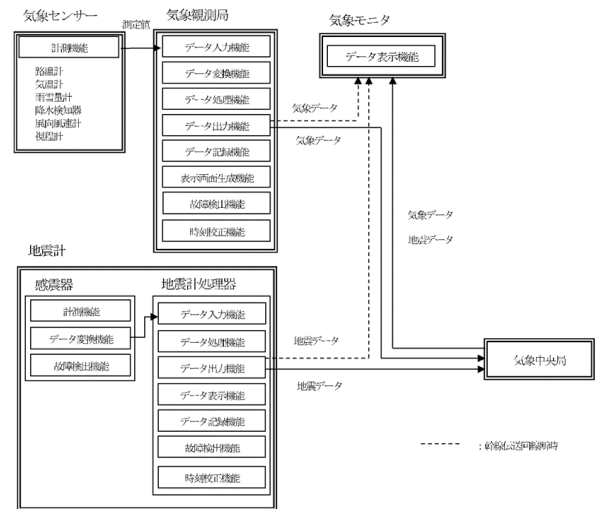 気象センサー
測定値
気象観測局
気象モニタ
計測機能
路温計
気温計
雨雪量計
降水検知器
風向風速計
視程計
データ入力機能
データ変換機能
データ処理機能
データ出力機能
データ記録機能
表示画面生成機能
故障検出機能
時刻校正機能
データ表示機能
気象データ
気象データ
気象データ
地震データ
地震計
感震器
計測機能
データ変換機能
故障検出機能
地震計処理器
データ入力機能
データ処理機能
データ出力機能
データ表示機能
データ記録機能
故障検出機能
時刻校正機能
地震データ
地震データ
気象中央局
：幹線伝送回線断時